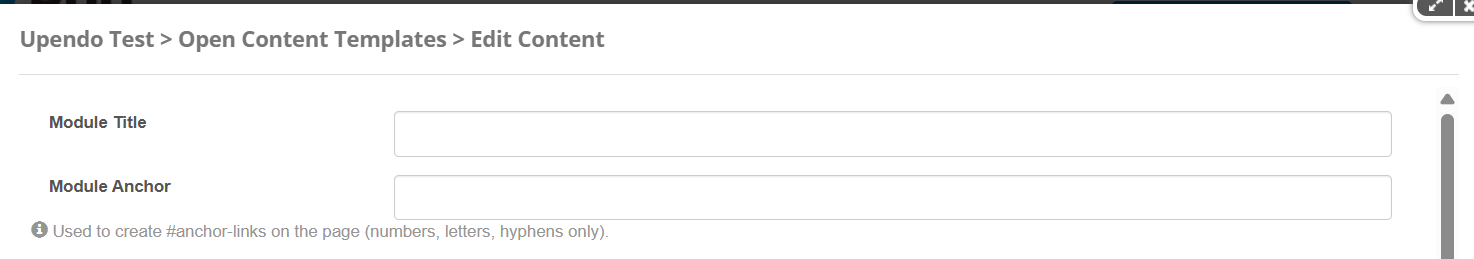 Upendo Test > Open Content Templates > Edit Content
Module Title
Module Anchor
Used to create #anchor-links on the page (numbers, letters, hyphens only).